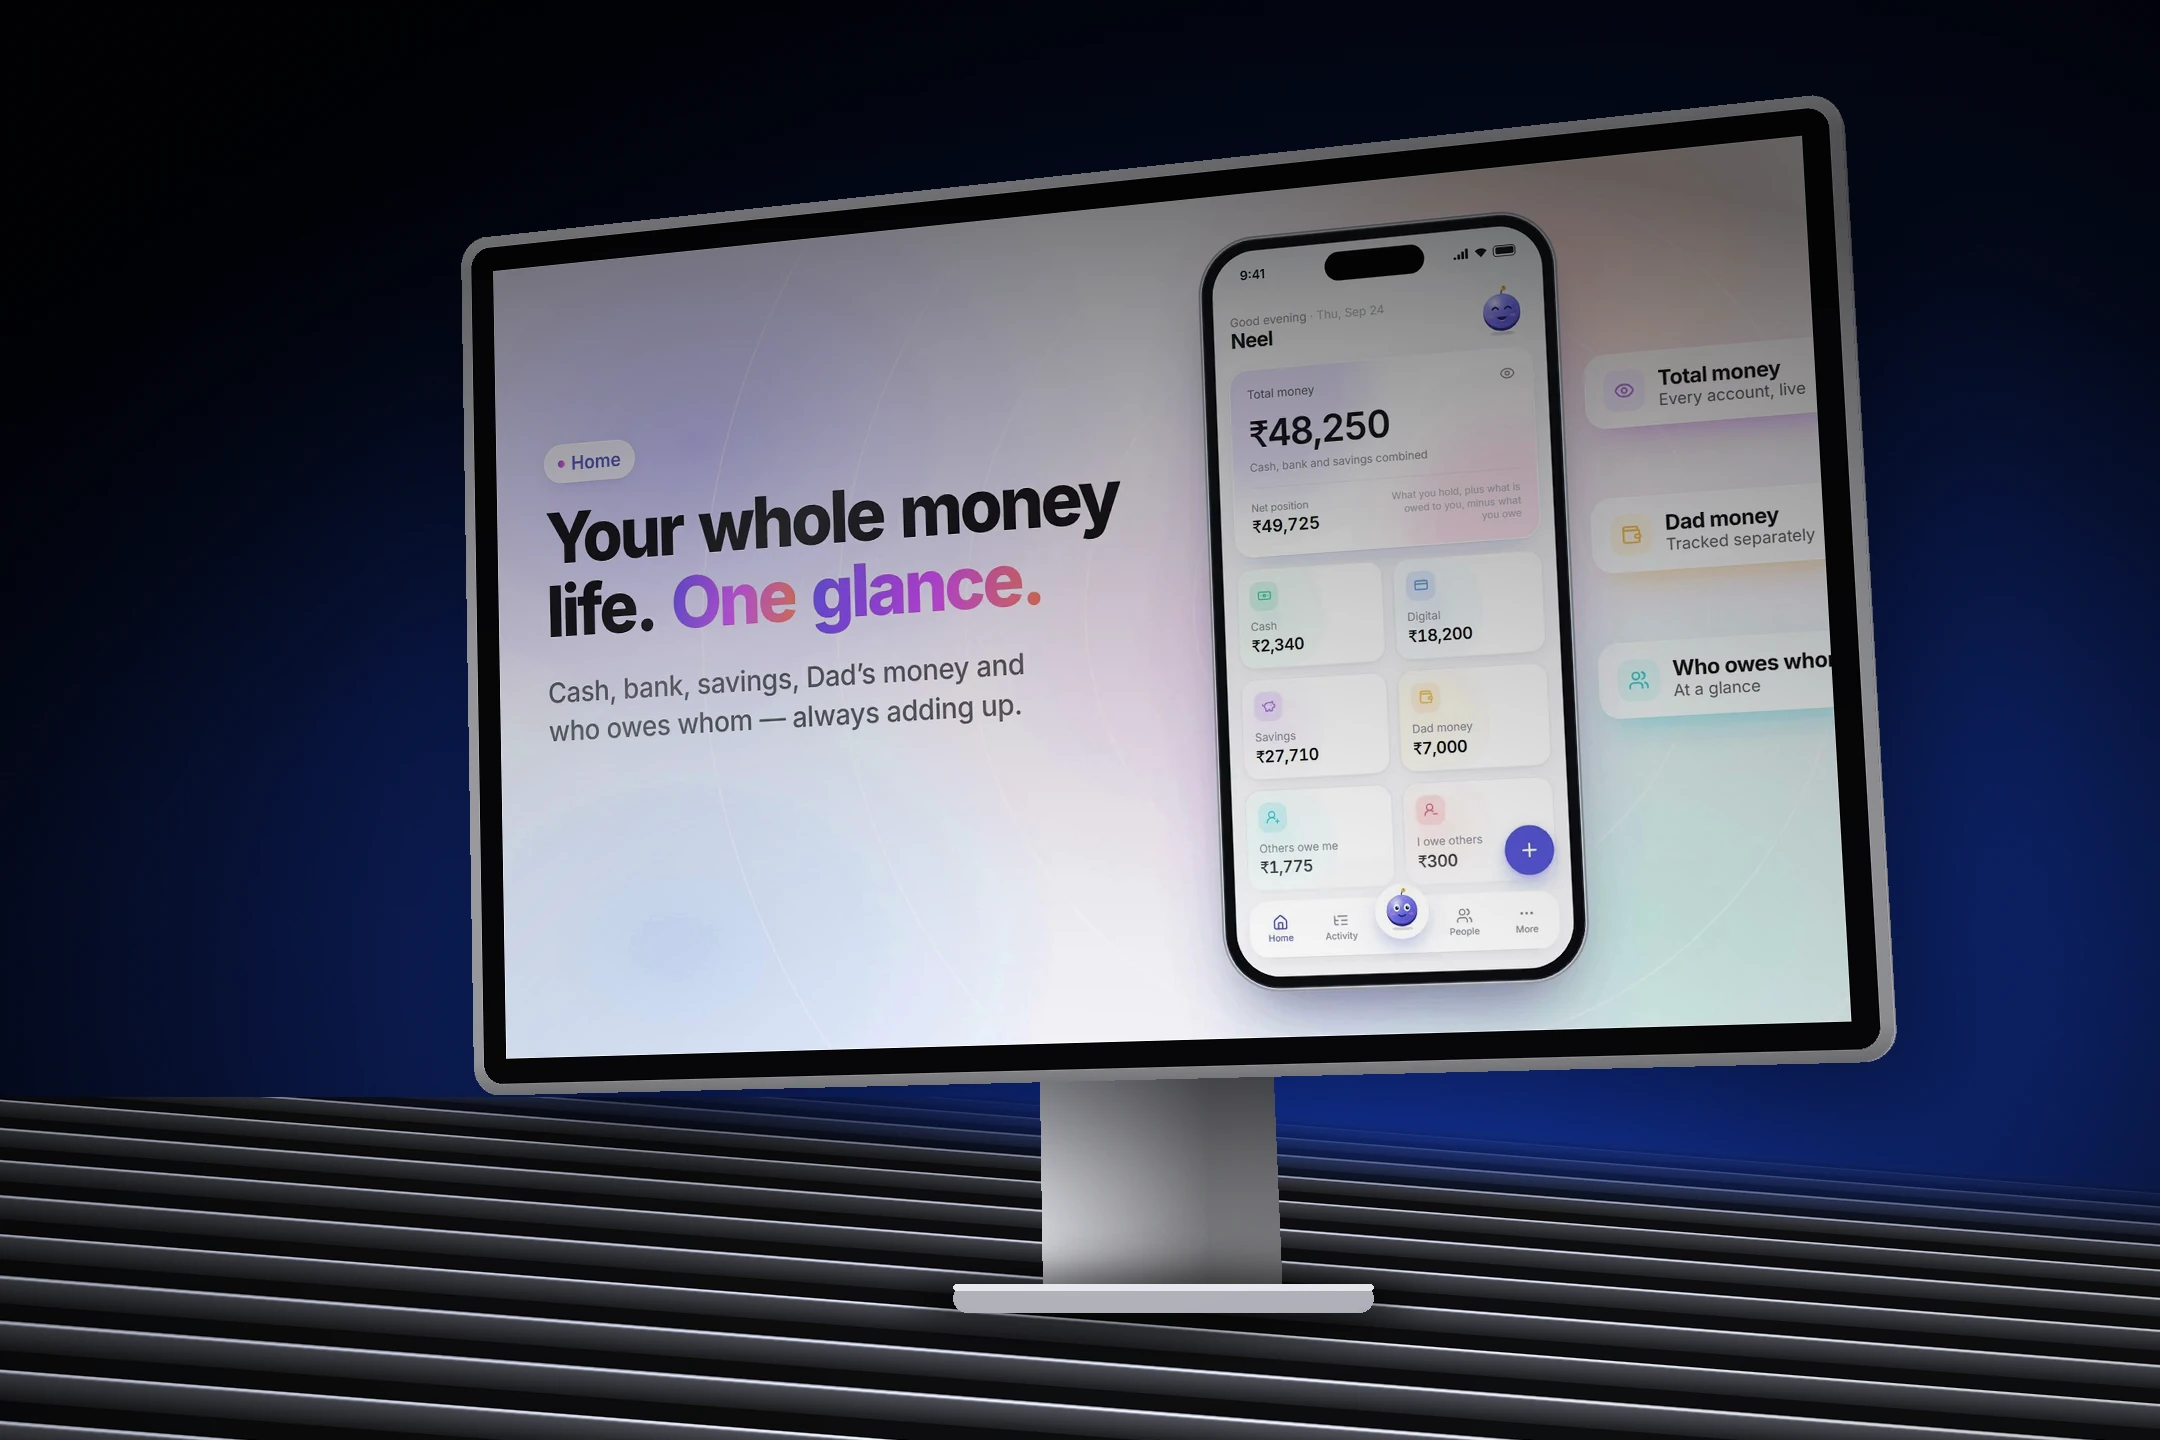 Home
Your whole money
life. One glance.
Cash, bank, savings, Dad’s money and
who owes whom — always adding up.
9:41
Good evening · Thu, Sep 24
Neel
Total money
₹48,250
Cash, bank and savings combined
Net position
₹49,725
What you hold, plus what is
owed to you, minus what
you owe
Cash
₹2,340
Digital
₹18,200
Savings
₹27,710
Dad money
₹7,000
Others owe me
₹1,775
I owe others
₹300
Home
Activity
People
More
Total money
Every account, live
Dad money
Tracked separately
Who owes
At a glance